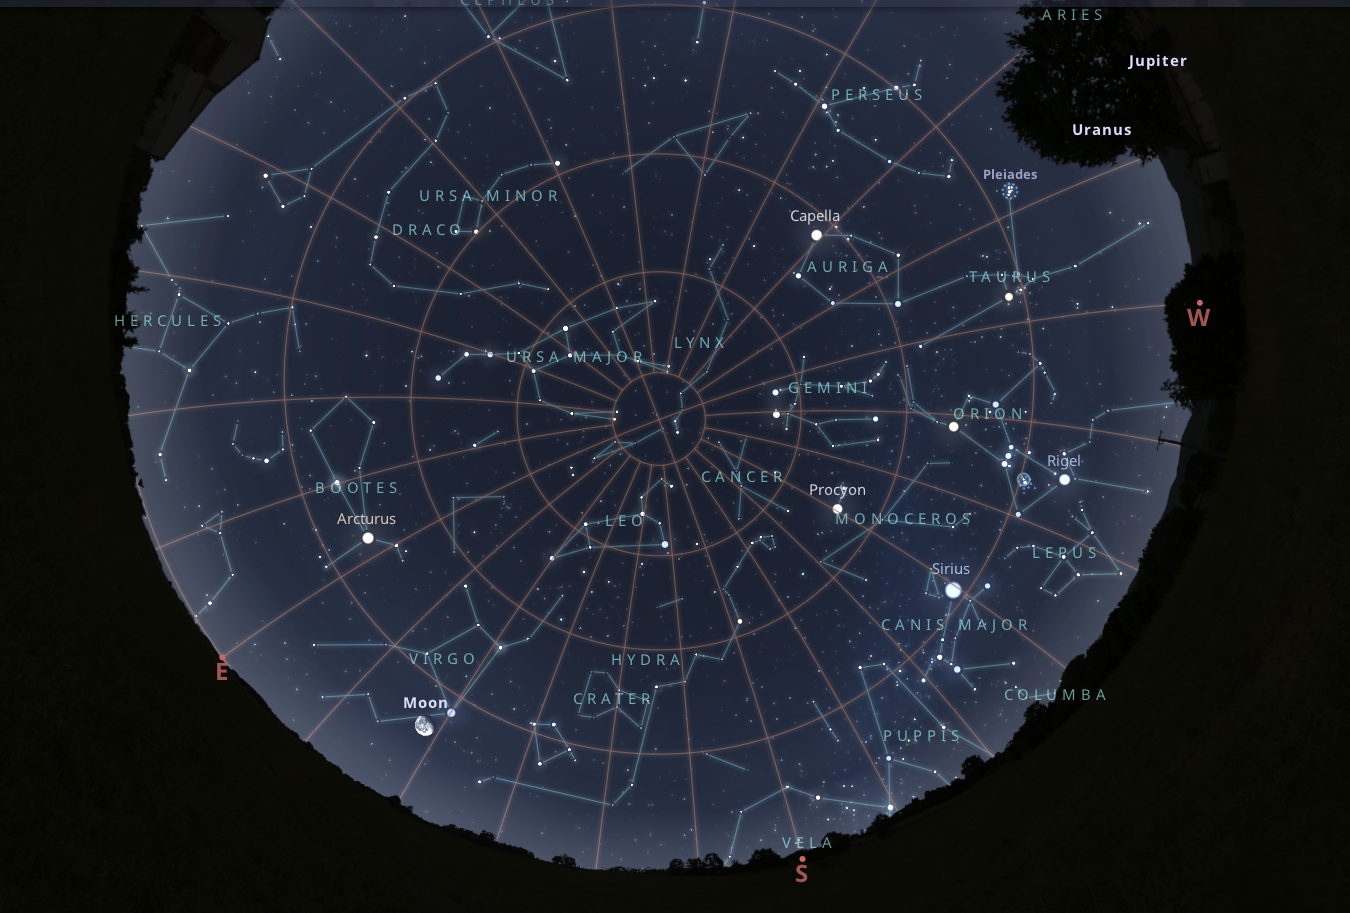 CEPHEUS
ARIES
Jupiter
PERSEUS
Uranus
Pleiades
URSA MINOR
Capella
DRACO
AURIGA
TAURUS
HERCULES
W
LYNX
URSA MAJOR
GEMINI
ORION
Rigel
CANCER
BOOTES
Procyon
Arcturus
LEO
MONOCEROS
LEPUS
Sirius
CANIS MAJOR
VIRGO
HYDRA
E
COLUMBA
CRATER
Moon
PUPPIS
VELA
S